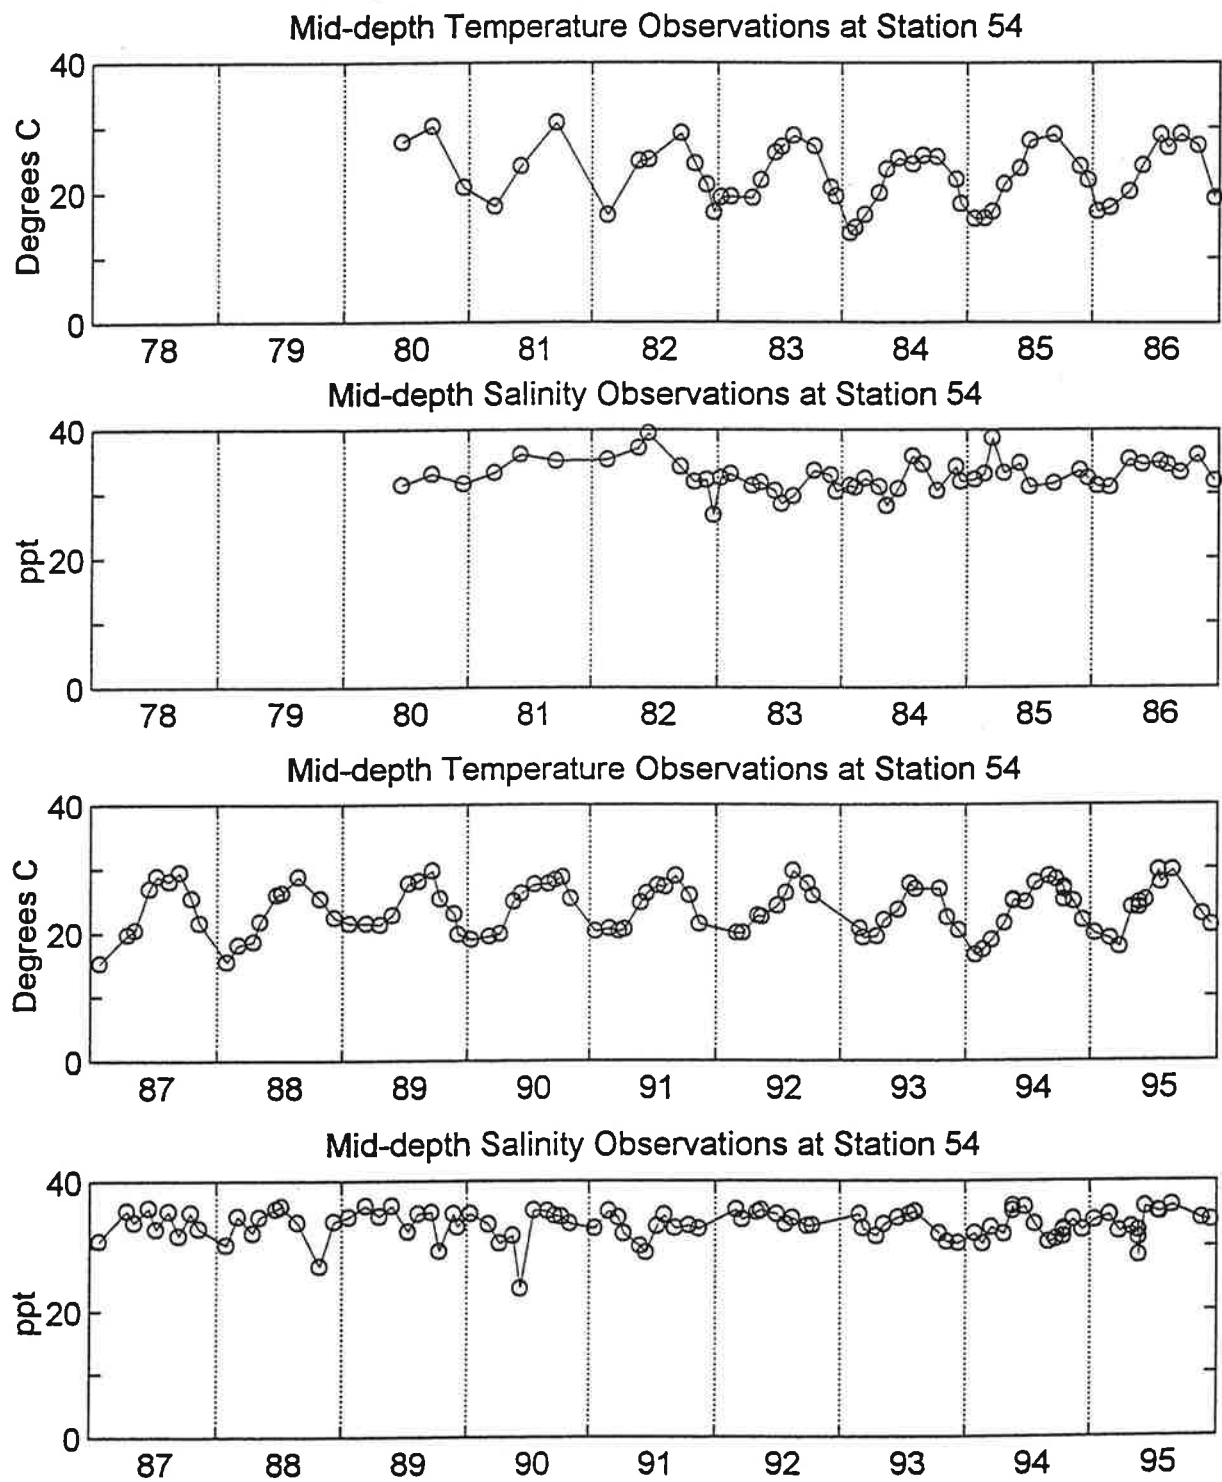 Mid-depth Temperature Observations at Station 54
40
20
0
Degrees C
78 79 80 81 82 83 84 85 86
Mid-depth Salinity Observations at Station 54
40
20
0
ppt
78 79 80 81 82 83 84 85 86
Mid-depth Temperature Observations at Station 54
40
20
0
Degrees C
87 88 89 90 91 92 93 94 95
Mid-depth Salinity Observations at Station 54
40
20
0
ppt
87 88 89 90 91 92 93 94 95